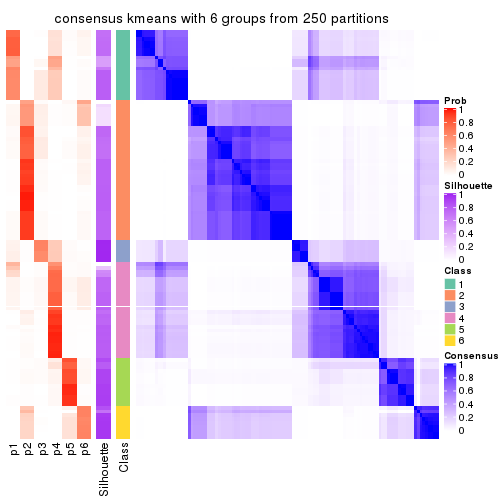 consensus kmeans with 6 groups from 250 partitions
Prob
1
0.8
0.6
0.4
0.2
0
Silhouette
1
0.8
0.6
0.4
0.2
0
Class
1
2
3
4
5
6
Consensus
1
0.8
0.6
0.4
0.2
0
p1
p2
p3
p4
p5
p6
Silhouette
Class